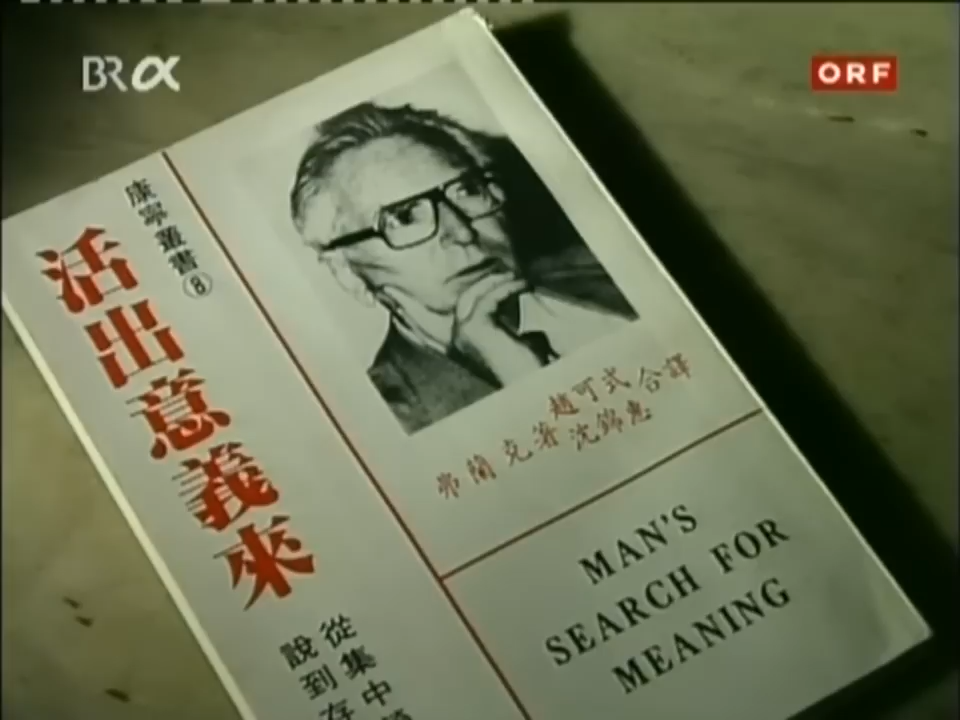 BRα
ORF
康寧叢書⑧
活出意義來
從集中
說到存
弗蘭克著
趙可式
沈錦惠
合譯
MAN'S
SEARCH FOR
MEANING